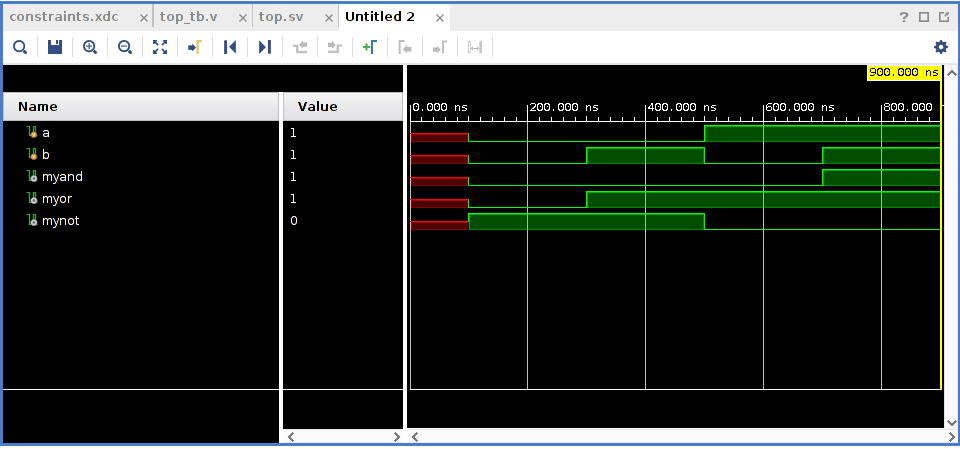 constraints.xdc × top_tb.v × top.sv × Untitled 2 × ?
900.000 ns
Name Value 0.000 ns 200.000 ns 400.000 ns 600.000 ns 800.000
a 1
b 1
myand 1
myor 1
mynot 0